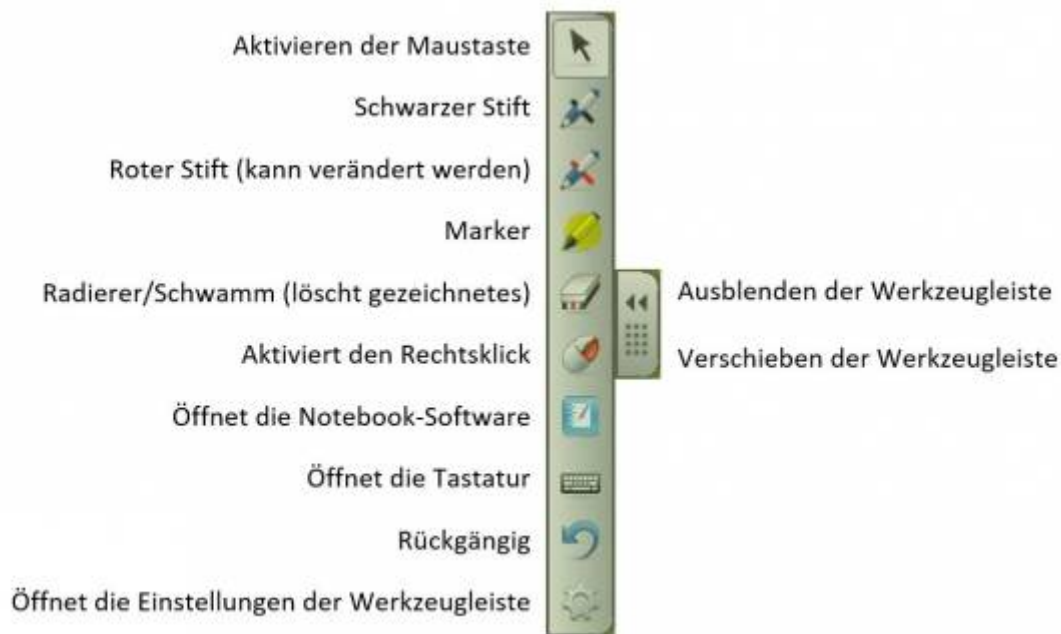 Aktivieren der Maustaste
Schwarzer Stift
Roter Stift (kann verändert werden)
Marker
Radierer/Schwamm (löscht gezeichnetes)
Ausblenden der Werkzeugleiste
Aktiviert den Rechtsklick
Verschieben der Werkzeugleiste
Öffnet die Notebook-Software
Öffnet die Tastatur
Rückgängig
Öffnet die Einstellungen der Werkzeugleiste